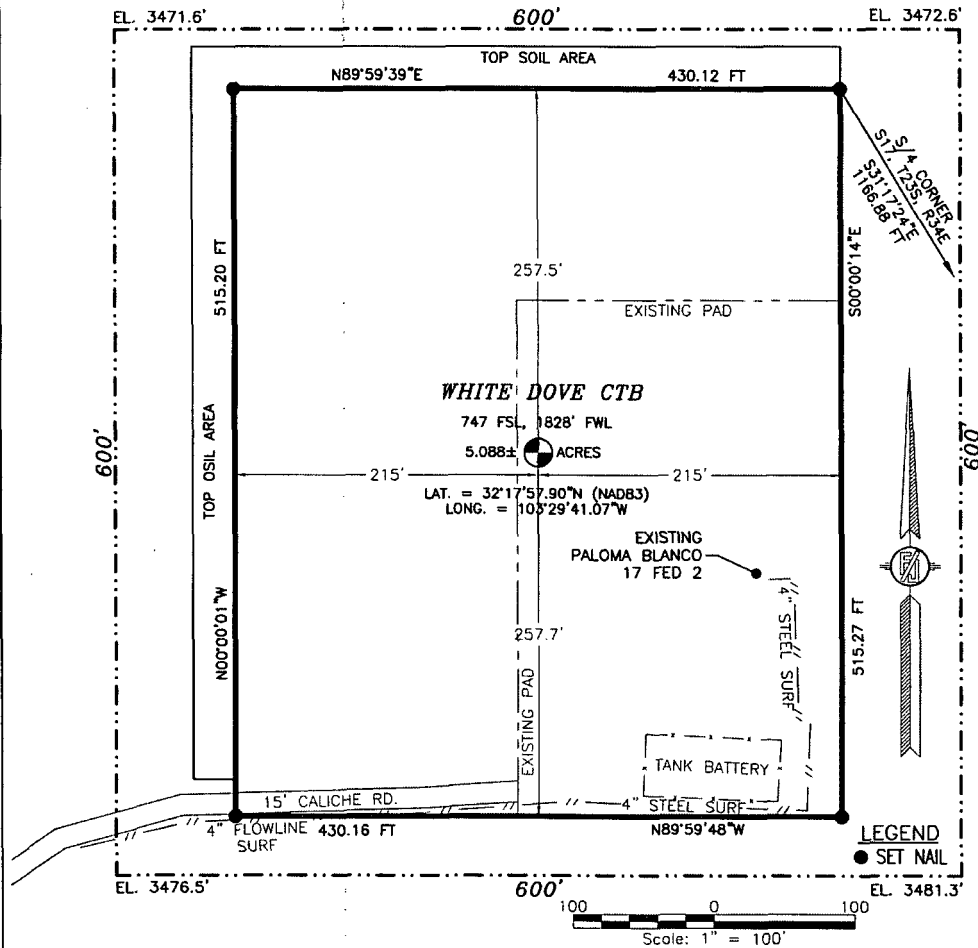 EL. 3471.6'
600'
EL. 3472.6'
TOP SOIL AREA
N89°59'39"E
430.12 FT
S/4 CORNER
S17, T23S, R34E
S31°17'24"E
1166.88 FT
515.20 FT
257.5'
S00°00'14"E
EXISTING PAD
WHITE DOVE CTB
747 FSL, 1828' FWL
5.088± ACRES
600'
600'
TOP OSIL AREA
215'
215'
LAT. = 32°17'57.90"N (NAD83)
LONG. = 103°29'41.07"W
EXISTING
PALOMA BLANCO
17 FED 2
4" STEEL SURF
N00°00'01"W
257.7'
515.27 FT
EXISTING PAD
TANK BATTERY
15' CALICHE RD.
4" STEEL SURF
4" FLOWLINE
SURF
430.16 FT
N89°59'48"W
LEGEND
SET NAIL
EL. 3476.5'
600'
EL. 3481.3'
100 0 100
Scale: 1" = 100'